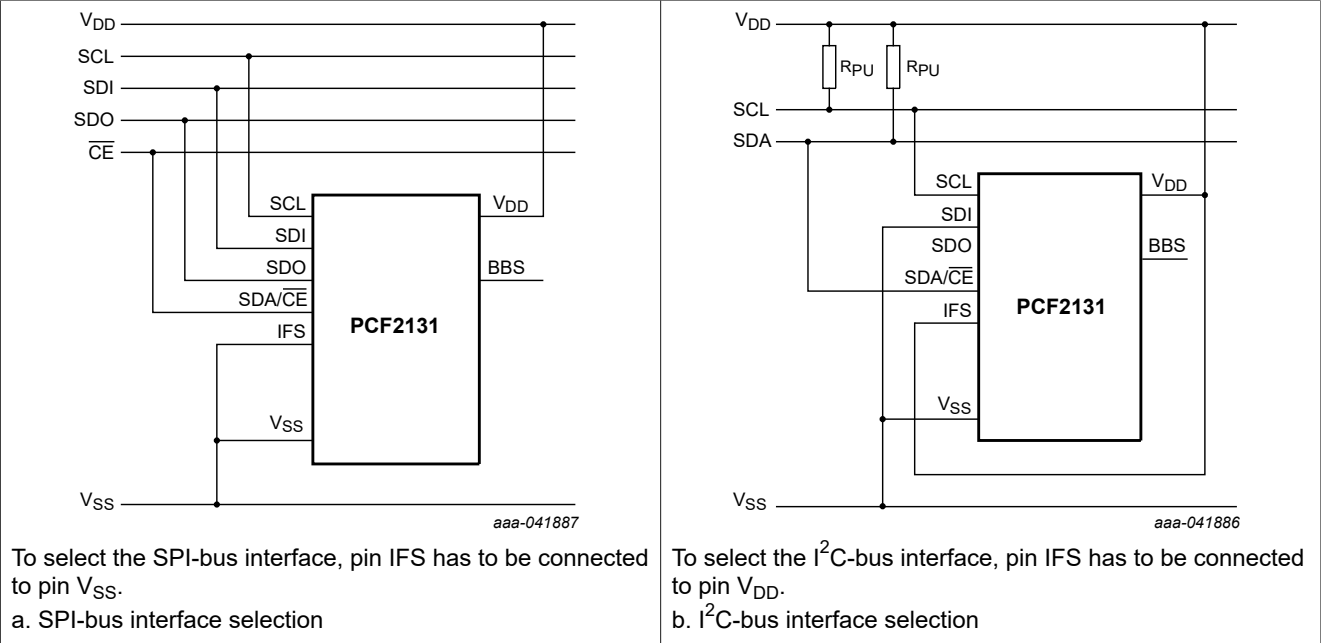 VDD
SCL
SDI
SDO
CE
SCL
SDI
SDO
SDA/CE
IFS
VSS
VDD
BBS
PCF2131
VSS
aaa-041887
To select the SPI-bus interface, pin IFS has to be connected
to pin VSS.
a. SPI-bus interface selection
VDD
RPU
RPU
SCL
SDA
SCL
SDI
SDO
SDA/CE
IFS
VSS
VDD
BBS
PCF2131
VSS
aaa-041886
To select the I²C-bus interface, pin IFS has to be connected
to pin VDD.
b. I²C-bus interface selection